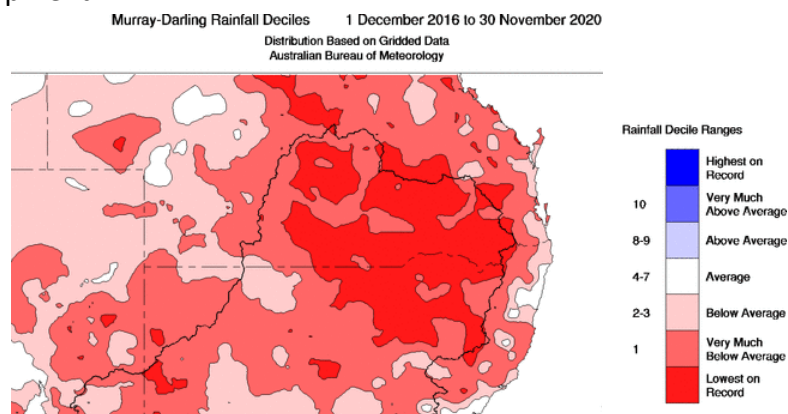 Murray-Darling Rainfall Deciles 1 December 2016 to 30 November 2020
Distribution Based on Gridded Data
Australian Bureau of Meteorology
Rainfall Decile Ranges
Highest on
Record
10
Very Much
Above Average
8-9
Above Average
4-7
Average
2-3
Below Average
1
Very Much
Below Average
Lowest on
Record